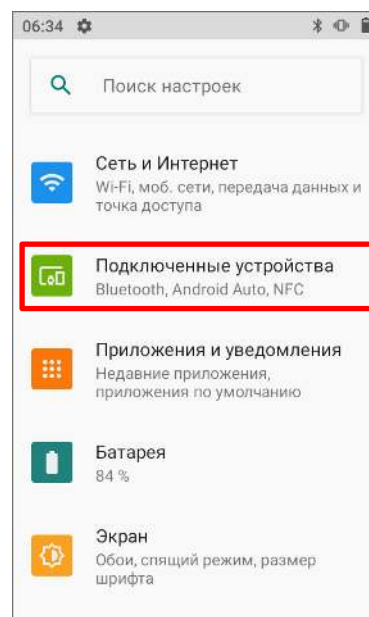 06:34
Поиск настроек
Сеть и Интернет
Wi-Fi, моб. сети, передача данных и
точка доступа
Подключенные устройства
Bluetooth, Android Auto, NFC
Приложения и уведомления
Недавние приложения,
приложения по умолчанию
Батарея
84 %
Экран
Обои, спящий режим, размер
шрифта